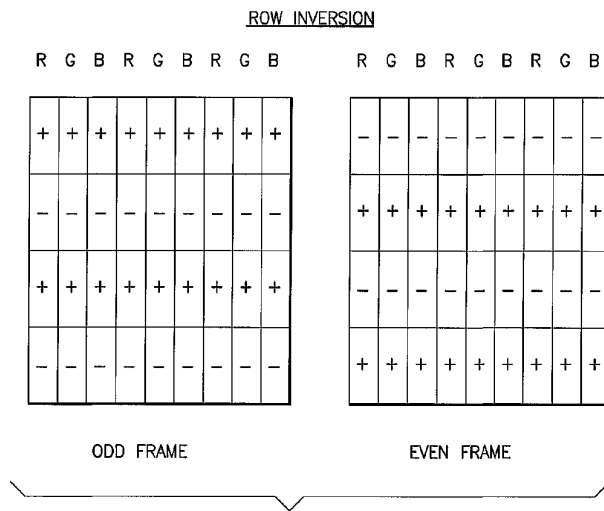 ROW INVERSION
R G B R G B R G B R G B R G B R G B
+ + + + + + + + + − − − − − − − − −
− − − − − − − − − + + + + + + + + +
+ + + + + + + + + − − − − − − − − −
− − − − − − − − − + + + + + + + + +
ODD FRAME EVEN FRAME